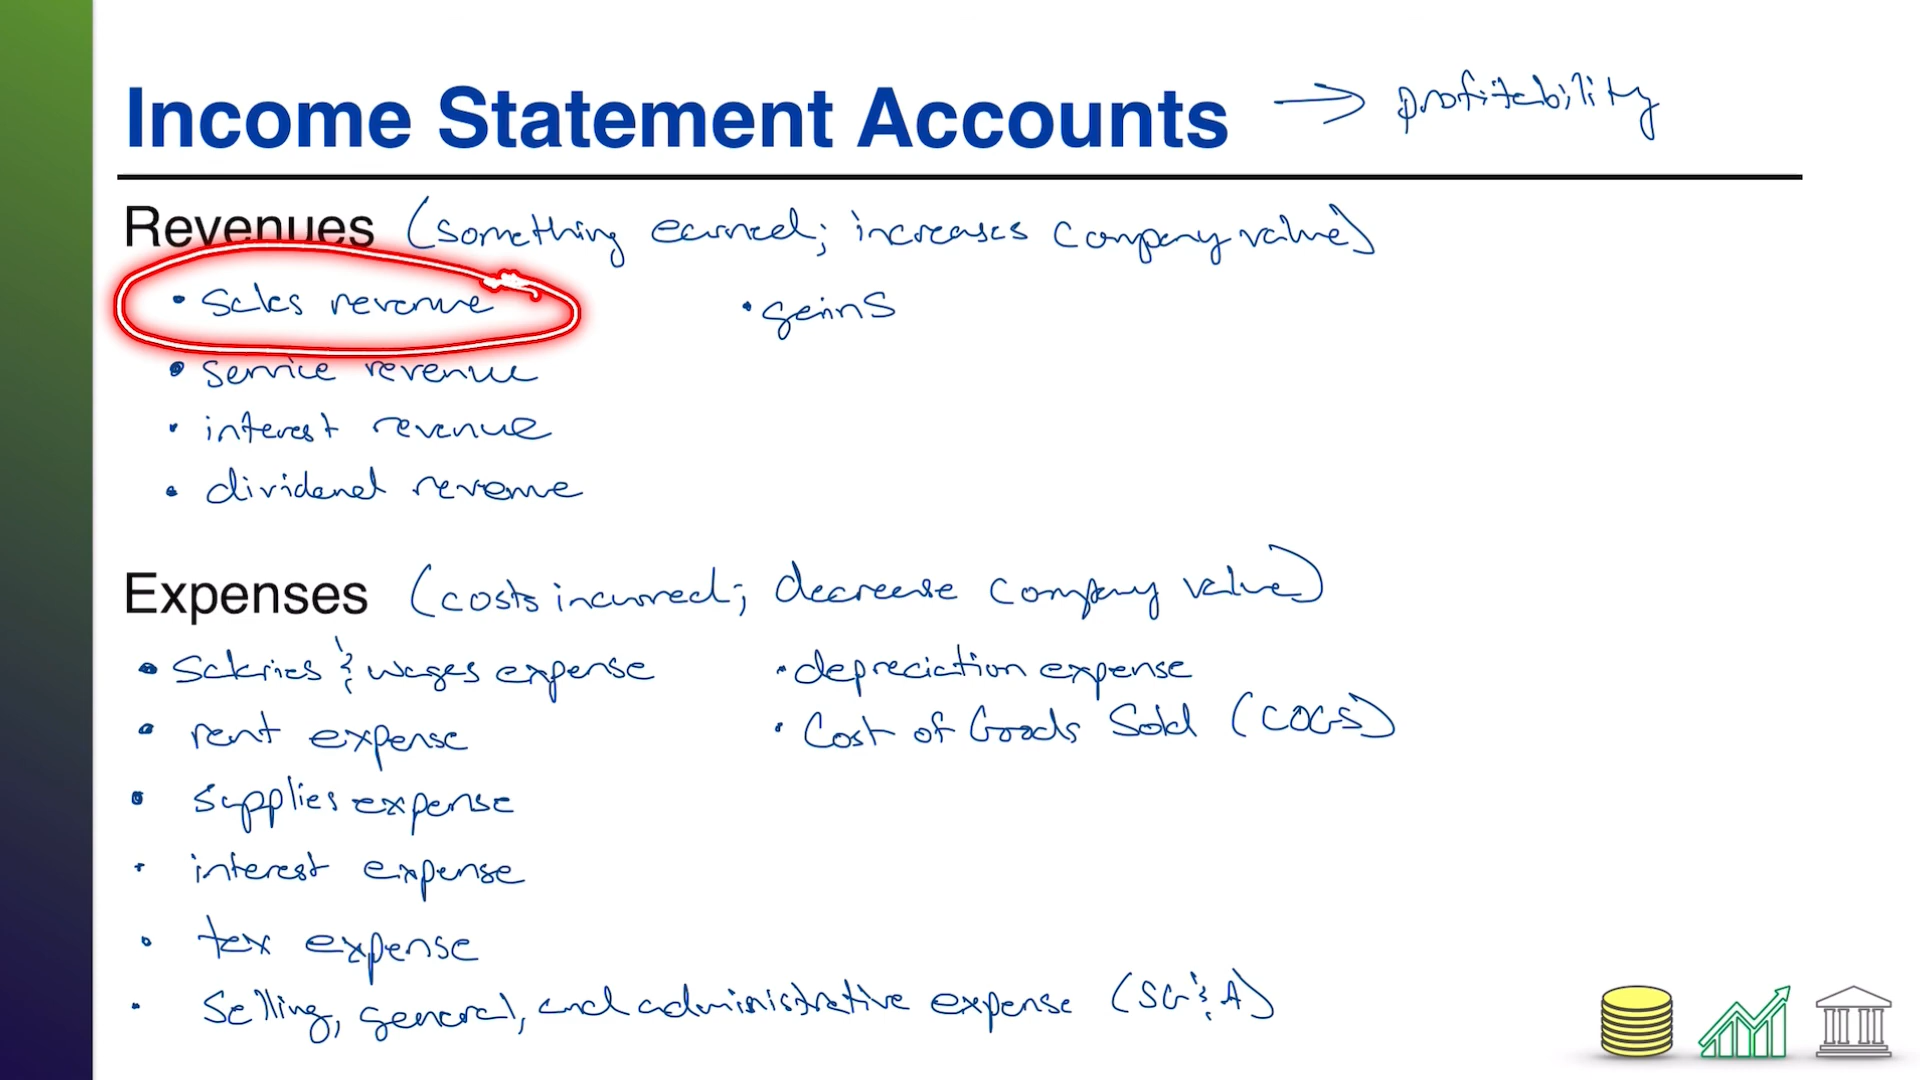 Income Statement Accounts → profitability
Revenues (something earned; increases company value)
• sales revenue
• gains
• service revenue
• interest revenue
• dividend revenue
Expenses (costs incurred; decrease company value)
• Salaries & wages expense
• rent expense
• supplies expense
• interest expense
• tax expense
• Selling, general, and administrative expense (SG&A)
• depreciation expense
• Cost of Goods Sold (COGS)